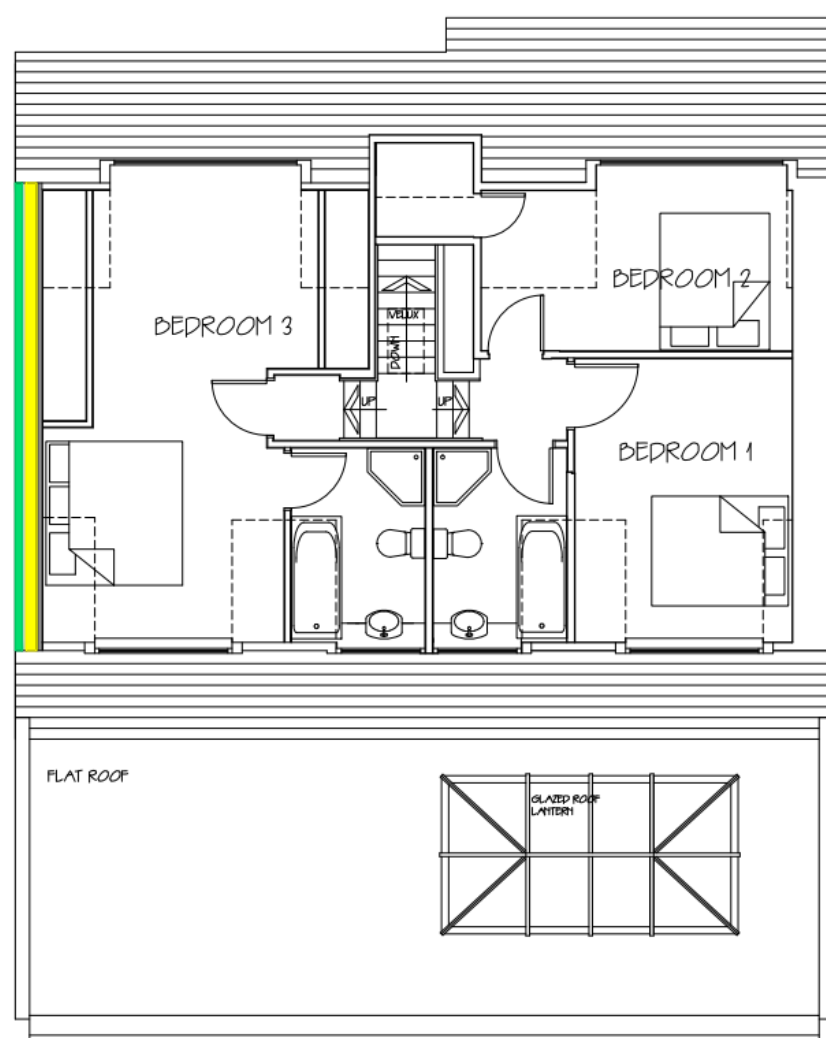 BEDROOM 2
VELUX
BEDROOM 3
DOWN
UP
UP
BEDROOM 1
FLAT ROOF
GLAZED ROOF
LANTERN